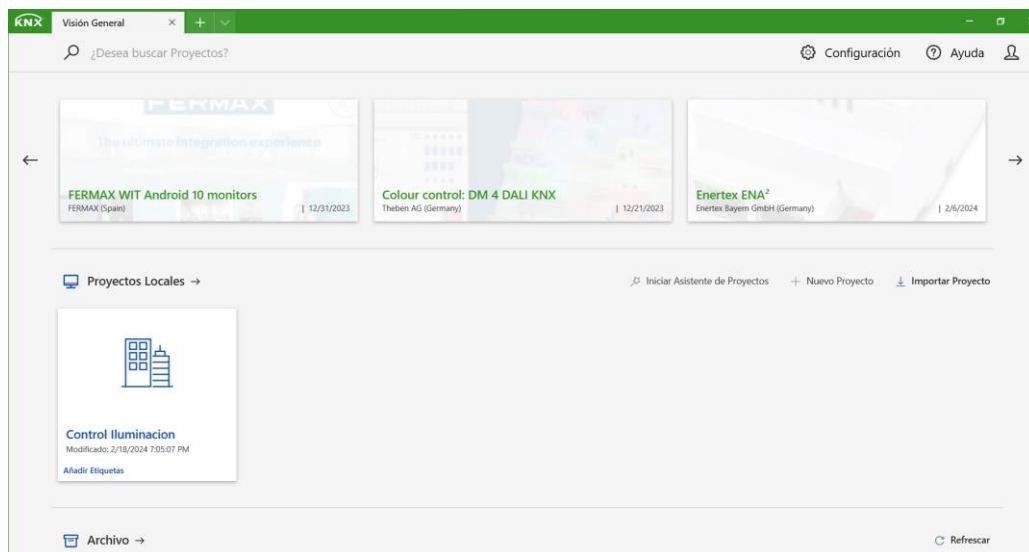 KNX Visión General
¿Desea buscar Proyectos?
Configuración
Ayuda
FERMAX
The ultimate integration experience
FERMAX WIT Android 10 monitors
FERMAX (Spain) | 12/31/2023
Colour control: DM 4 DALI KNX
Theben AG (Germany) | 12/21/2023
Enertex ENA²
Enertex Bayern GmbH (Germany) | 2/6/2024
Proyectos Locales →
Iniciar Asistente de Proyectos
+ Nuevo Proyecto
Importar Proyecto
Control Iluminacion
Modificado: 2/18/2024 7:05:07 PM
Añadir Etiquetas
Archivo →
Refrescar